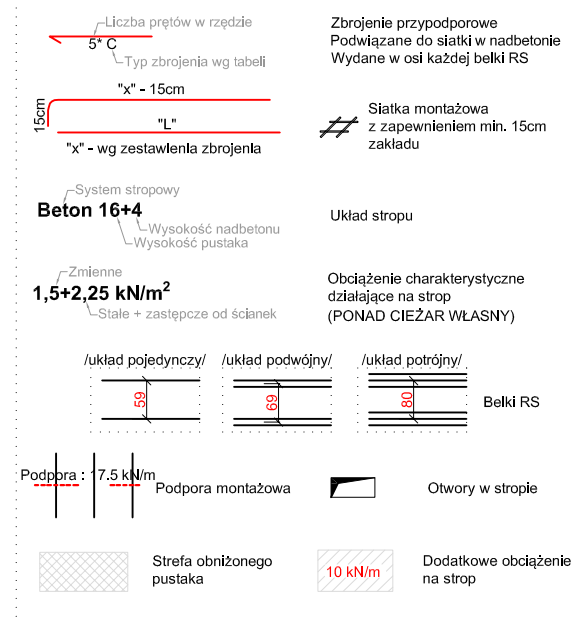 Liczba prętów w rzędzie
5* C
Typ zbrojenia wg tabeli
Zbrojenie przypodporowe
Podwiązane do siatki w nadbetonie
Wydane w osi każdej belki RS
"x" - 15cm
15cm
"L"
"x" - wg zestawlenia zbrojenia
Siatka montażowa
z zapewnieniem min. 15cm
zakładu
System stropowy
Beton 16+4
Wysokość nadbetonu
Wysokość pustaka
Układ stropu
Zmienne
1,5+2,25 kN/m²
Stałe + zastępcze od ścianek
Obciążenie charakterystyczne
działające na strop
(PONAD CIEŻAR WŁASNY)
/układ pojedynczy/
/układ podwójny/
/układ potrójny/
59
69
80
Belki RS
Podpora : 17.5 kN/m
Podpora montażowa
Otwory w stropie
Strefa obniżonego
pustaka
10 kN/m
Dodatkowe obciążenie
na strop